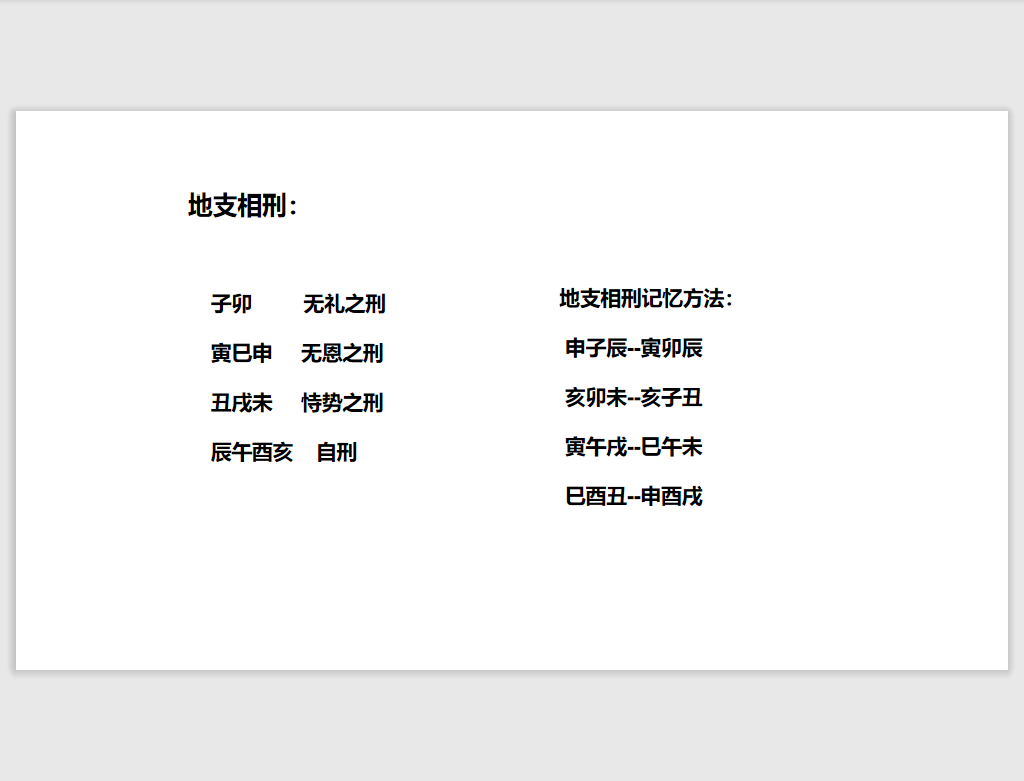 地支相刑：
子卯 无礼之刑
寅巳申 无恩之刑
丑戌未 恃势之刑
辰午酉亥 自刑
地支相刑记忆方法：
申子辰--寅卯辰
亥卯未--亥子丑
寅午戌--巳午未
巳酉丑--申酉戌